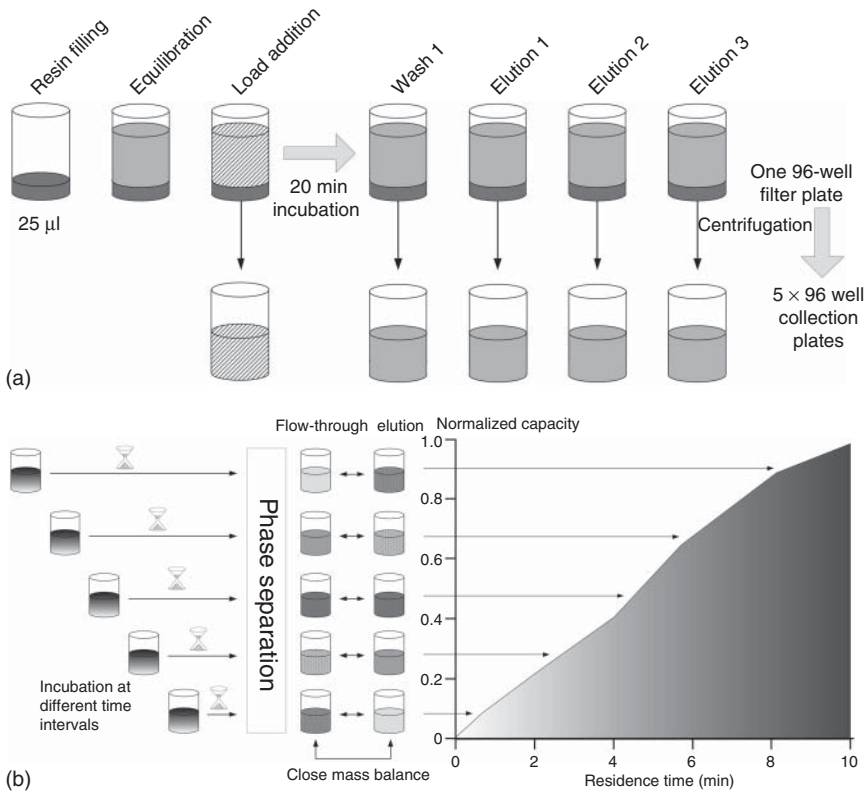 Resin filling
Equilibration
Load addition
Wash 1
Elution 1
Elution 2
Elution 3
25 µl
20 min
incubation
One 96-well
filter plate
Centrifugation
5 × 96 well
collection
plates
(a)
Flow-through elution
Normalized capacity
Phase separation
Incubation at
different time
intervals
Close mass balance
1.0
0.8
0.6
0.4
0.2
0
0 2 4 6 8 10
Residence time (min)
(b)